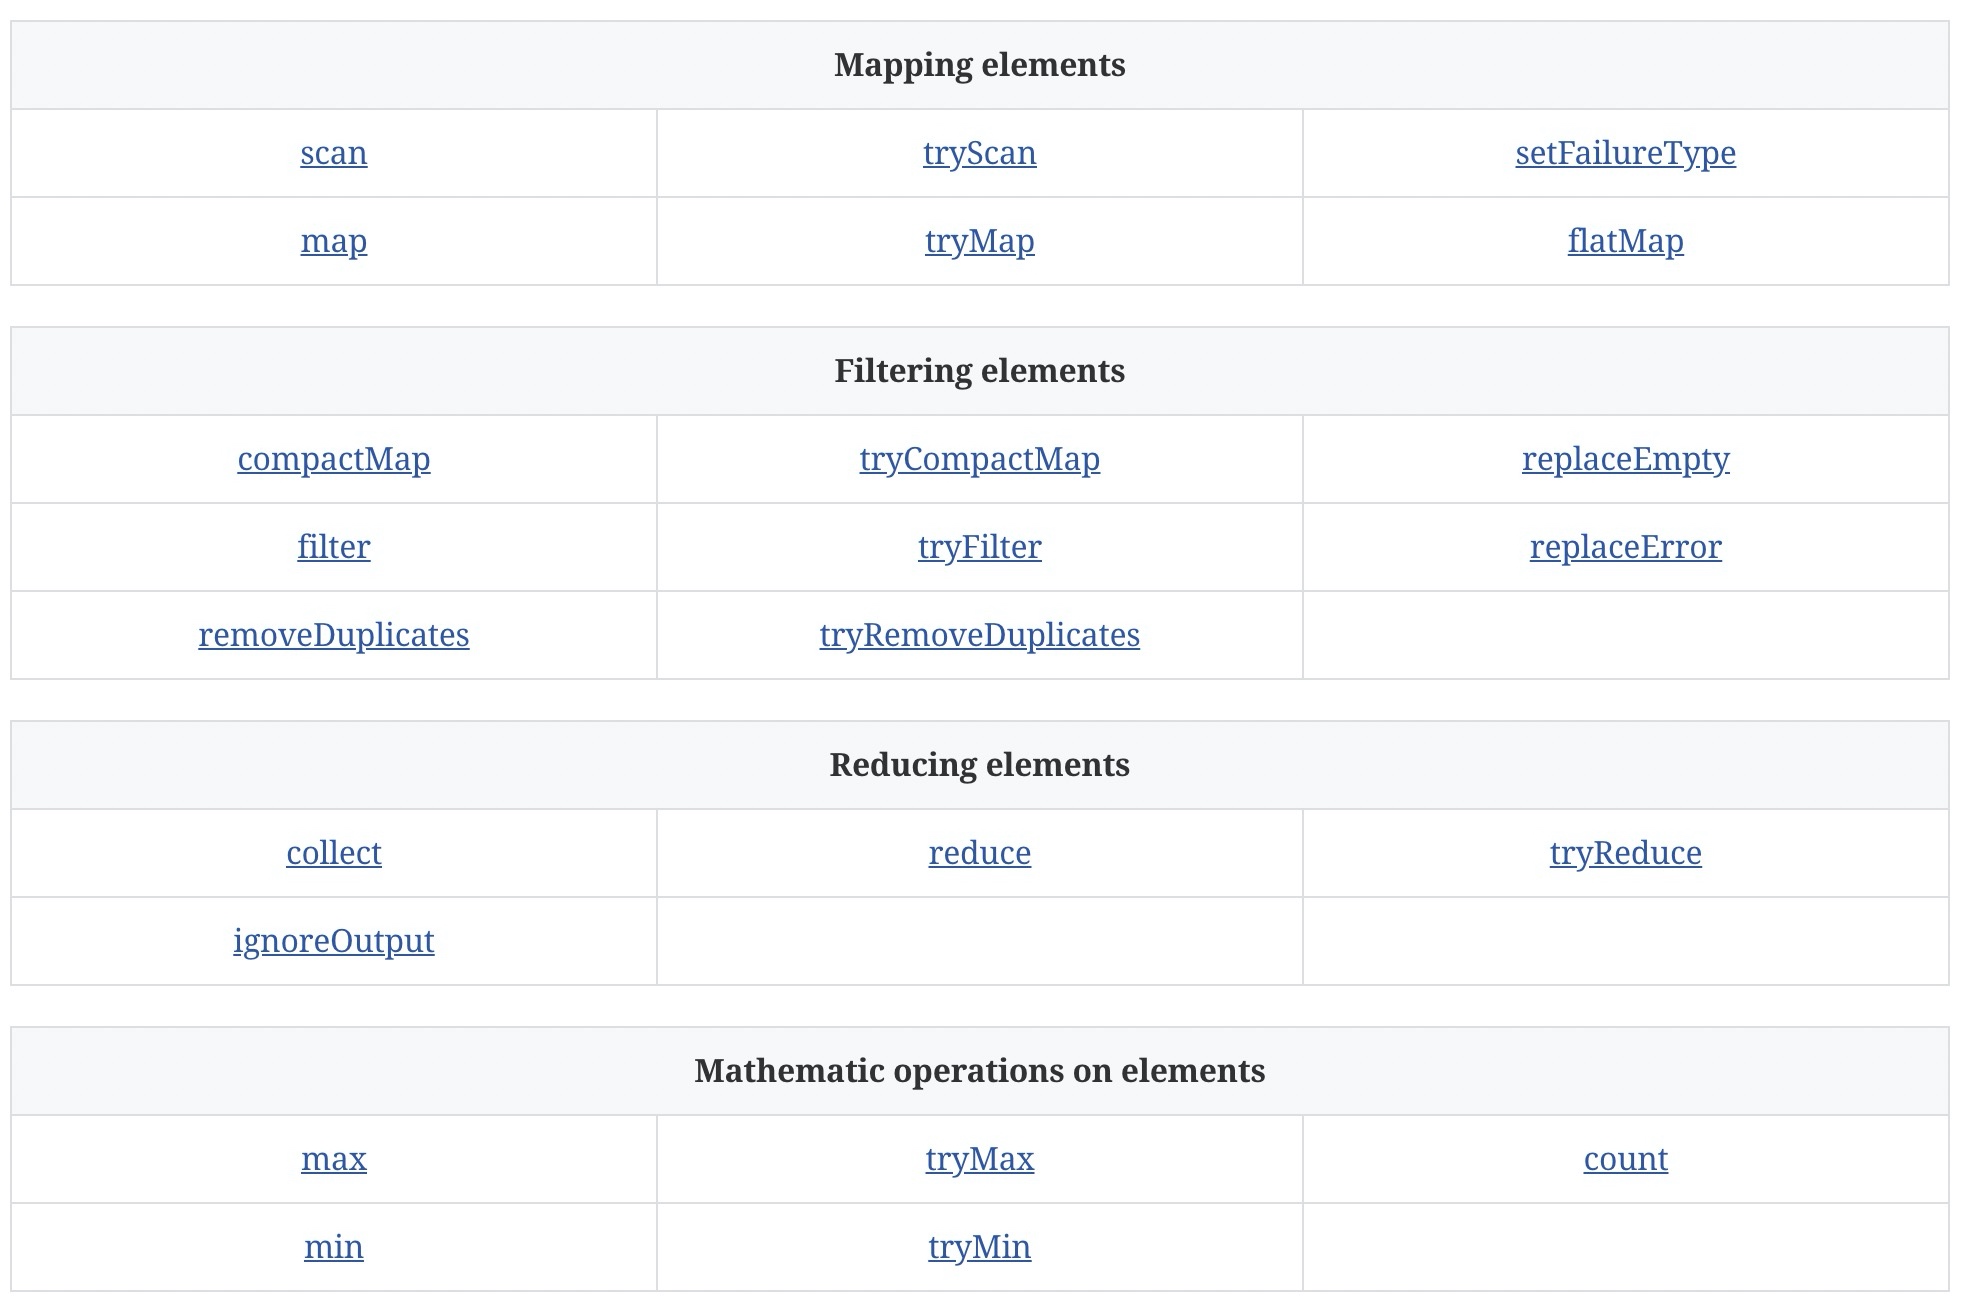 Mapping elements
scan tryScan setFailureType
map tryMap flatMap
Filtering elements
compactMap tryCompactMap replaceEmpty
filter tryFilter replaceError
removeDuplicates tryRemoveDuplicates
Reducing elements
collect reduce tryReduce
ignoreOutput
Mathematic operations on elements
max tryMax count
min tryMin